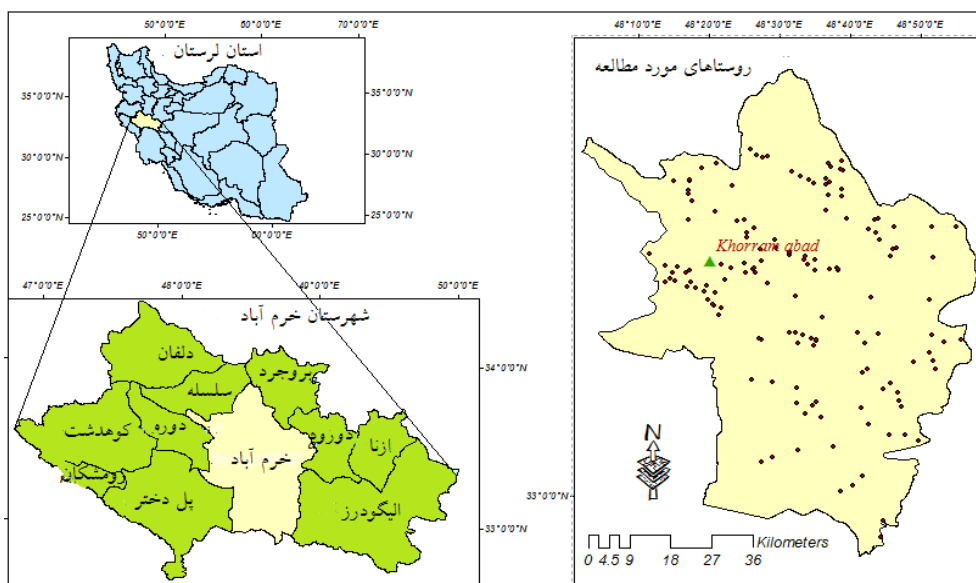 50°0'0"E 60°0'0"E 70°0'0"E
استان لرستان
35°0'0"N 35°0'0"N
30°0'0"N 30°0'0"N
25°0'0"N 25°0'0"N
50°0'0"E 60°0'0"E
47°0'0"E 48°0'0"E 49°0'0"E 50°0'0"E
شهرستان خرم آباد
دلفان
بروجرد
سلسله
34°0'0"N
کوهدشت
دوره
دورود
ازنا
خرم آباد
رومشکان
پل دختر
الیگودرز
33°0'0"N
48°10'0"E 48°20'0"E 48°30'0"E 48°40'0"E 48°50'0"E
روستاهای مورد مطالعه
Khorram abad
N
33°0'0"N
Kilometers
0 4.5 9 18 27 36